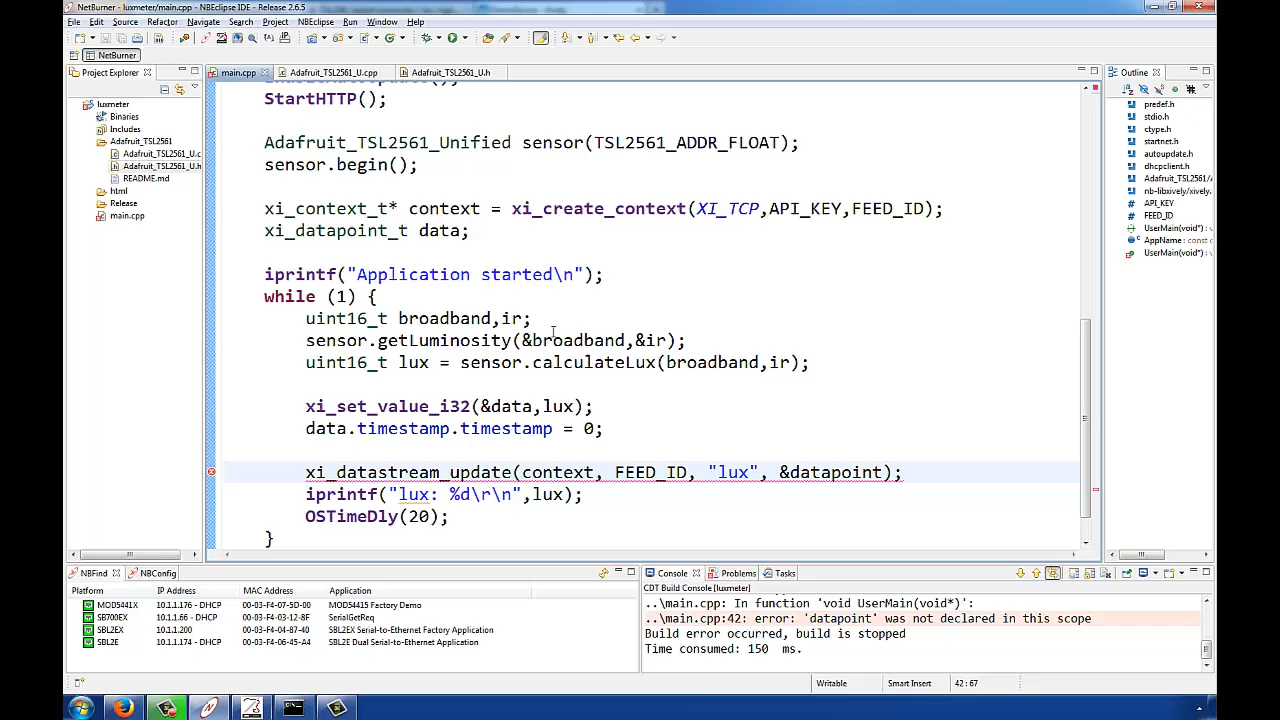 NetBurner - luxmeter/main.cpp - NBEclipse IDE - Release 2.6.5
File Edit Source Refactor Navigate Search Project NBEclipse Run Window Help
NetBurner
Project Explorer
main.cpp
Adafruit_TSL2561_U.cpp
Adafruit_TSL2561_U.h
Outline
luxmeter
Binaries
Includes
Adafruit_TSL2561
Adafruit_TSL2561_U.c
Adafruit_TSL2561_U.h
README.md
html
Release
main.cpp
StartHTTP();
Adafruit_TSL2561_Unified sensor(TSL2561_ADDR_FLOAT);
sensor.begin();
xi_context_t* context = xi_create_context(XI_TCP,API_KEY,FEED_ID);
xi_datapoint_t data;
iprintf("Application started\n");
while (1) {
uint16_t broadband,ir;
sensor.getLuminosity(&broadband,&ir);
uint16_t lux = sensor.calculateLux(broadband,ir);
xi_set_value_i32(&data,lux);
data.timestamp.timestamp = 0;
xi_datastream_update(context, FEED_ID, "lux", &datapoint);
iprintf("lux: %d\r\n",lux);
OSTimeDly(20);
}
predef.h
stdio.h
ctype.h
startnet.h
autoupdate.h
dhcpclient.h
Adafruit_TSL2561/A
nb-libxively/xively.
API_KEY
FEED_ID
UserMain(void*) : v
AppName : const c
UserMain(void*) : v
NBFind
NBConfig
Platform IP Address MAC Address Application
MOD5441X 10.1.1.176 - DHCP 00-03-F4-07-5D-00 MOD54415 Factory Demo
SB700EX 10.1.1.66 - DHCP 00-03-F4-03-12-8F SerialGetReq
SBL2EX 10.1.1.200 00-03-F4-04-87-40 SBL2EX Serial-to-Ethernet Factory Application
SBL2E 10.1.1.174 - DHCP 00-03-F4-06-45-A4 SBL2E Dual Serial-to-Ethernet Application
Console
Problems
Tasks
CDT Build Console [luxmeter]
..\main.cpp: In function 'void UserMain(void*)':
..\main.cpp:42: error: 'datapoint' was not declared in this scope
Build error occurred, build is stopped
Time consumed: 150 ms.
Writable
Smart Insert
42 : 67